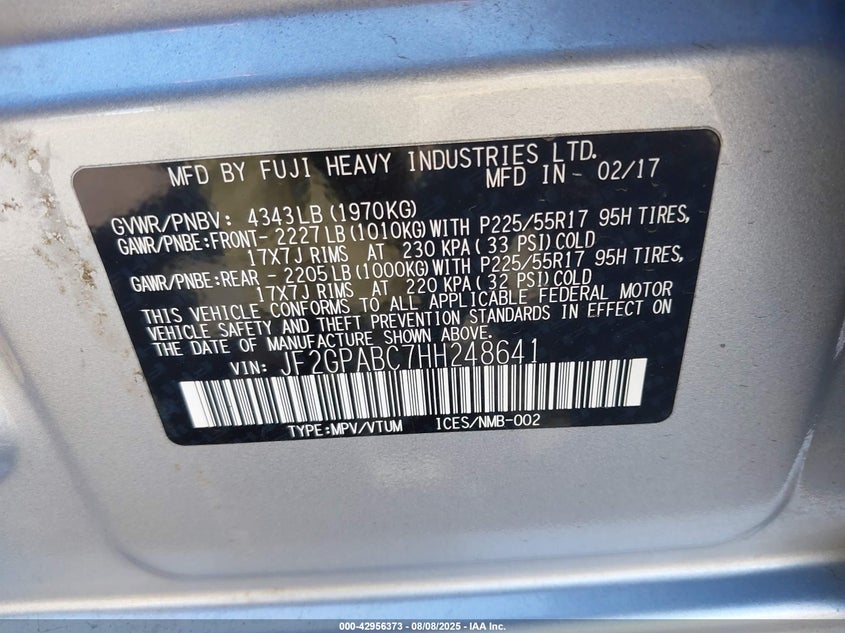 MFD BY FUJI HEAVY INDUSTRIES LTD.
MFD IN- 02/17
GVWR/PNBV: 4343LB(1970KG)
GAWR/PNBE:FRONT- 2227LB(1010KG)WITH P225/55R17 95H TIRES,
17X7J RIMS AT 230 KPA( 33 PSI)COLD
GAWR/PNBE:REAR - 2205LB(1000KG)WITH P225/55R17 95H TIRES,
17X7J RIMS AT 220 KPA( 32 PSI)COLD
THIS VEHICLE CONFORMS TO ALL APPLICABLE FEDERAL MOTOR
VEHICLE SAFETY AND THEFT PREVENTION STANDARDS IN EFFECT ON
THE DATE OF MANUFACTURE SHOWN ABOVE.
VIN: JF2GPABC7HH248641
TYPE:MPV/VTUM ICES/NMB-002
000-42956373 - 08/08/2025 - IAA Inc.